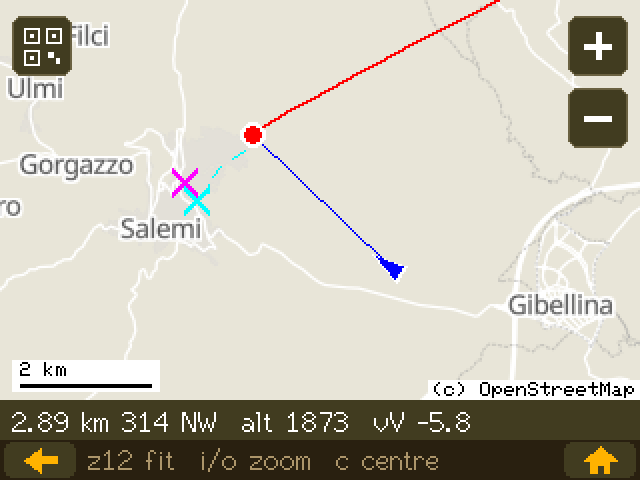 Filci
Ulmi
Gorgazzo
ro
Salemi
Gibellina
2 km
(c) OpenStreetMap
2.89 km 314 NW alt 1873 vV -5.8
z12 fit i/o zoom c centre